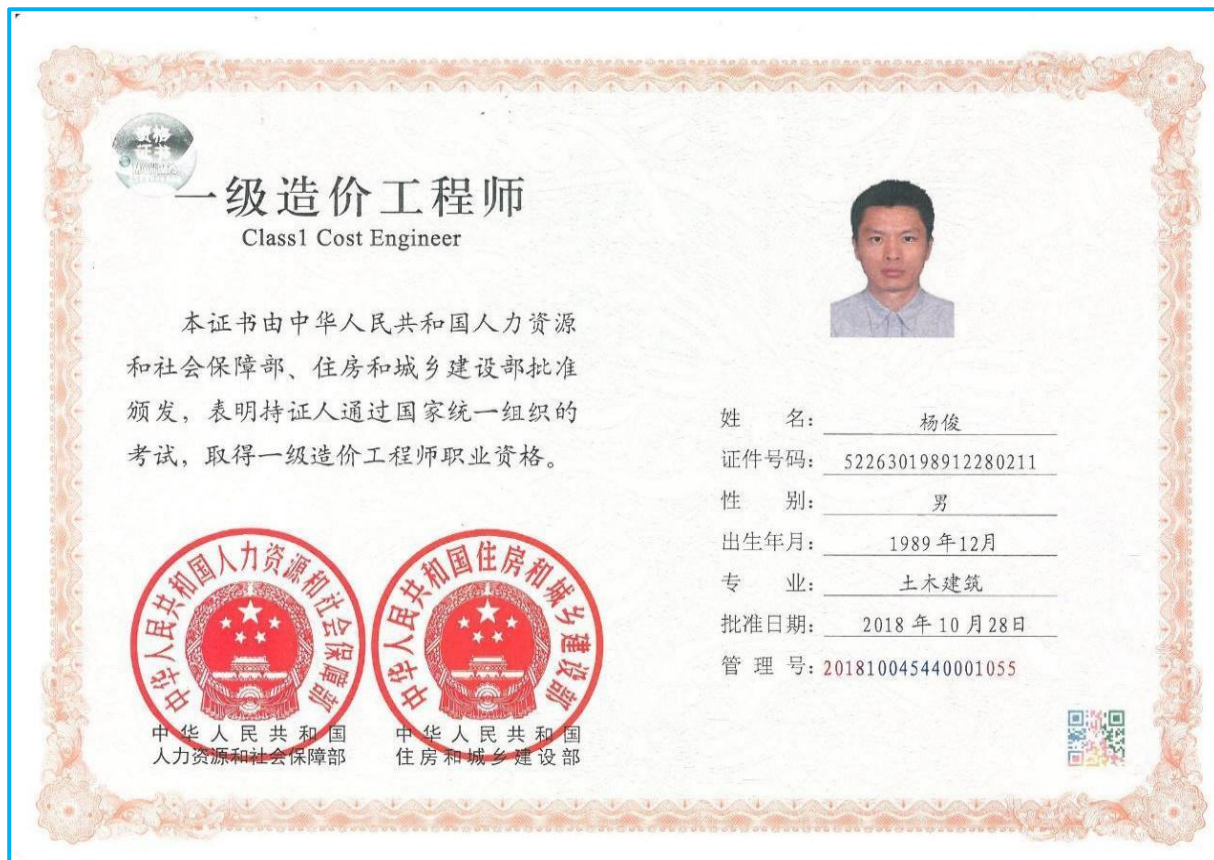 资格
证书
一级造价工程师
Class1 Cost Engineer
本证书由中华人民共和国人力资源
和社会保障部、住房和城乡建设部批准
颁发，表明持证人通过国家统一组织的
考试，取得一级造价工程师职业资格。
姓 名：杨俊
证件号码：522630198912280211
性 别：男
出生年月：1989年12月
专 业：土木建筑
批准日期：2018年10月28日
管 理 号：201810045440001055
中华人民共和国人力资源和社会保障部
中华人民共和国住房和城乡建设部
中华人民共和国
人力资源和社会保障部
中华人民共和国
住房和城乡建设部